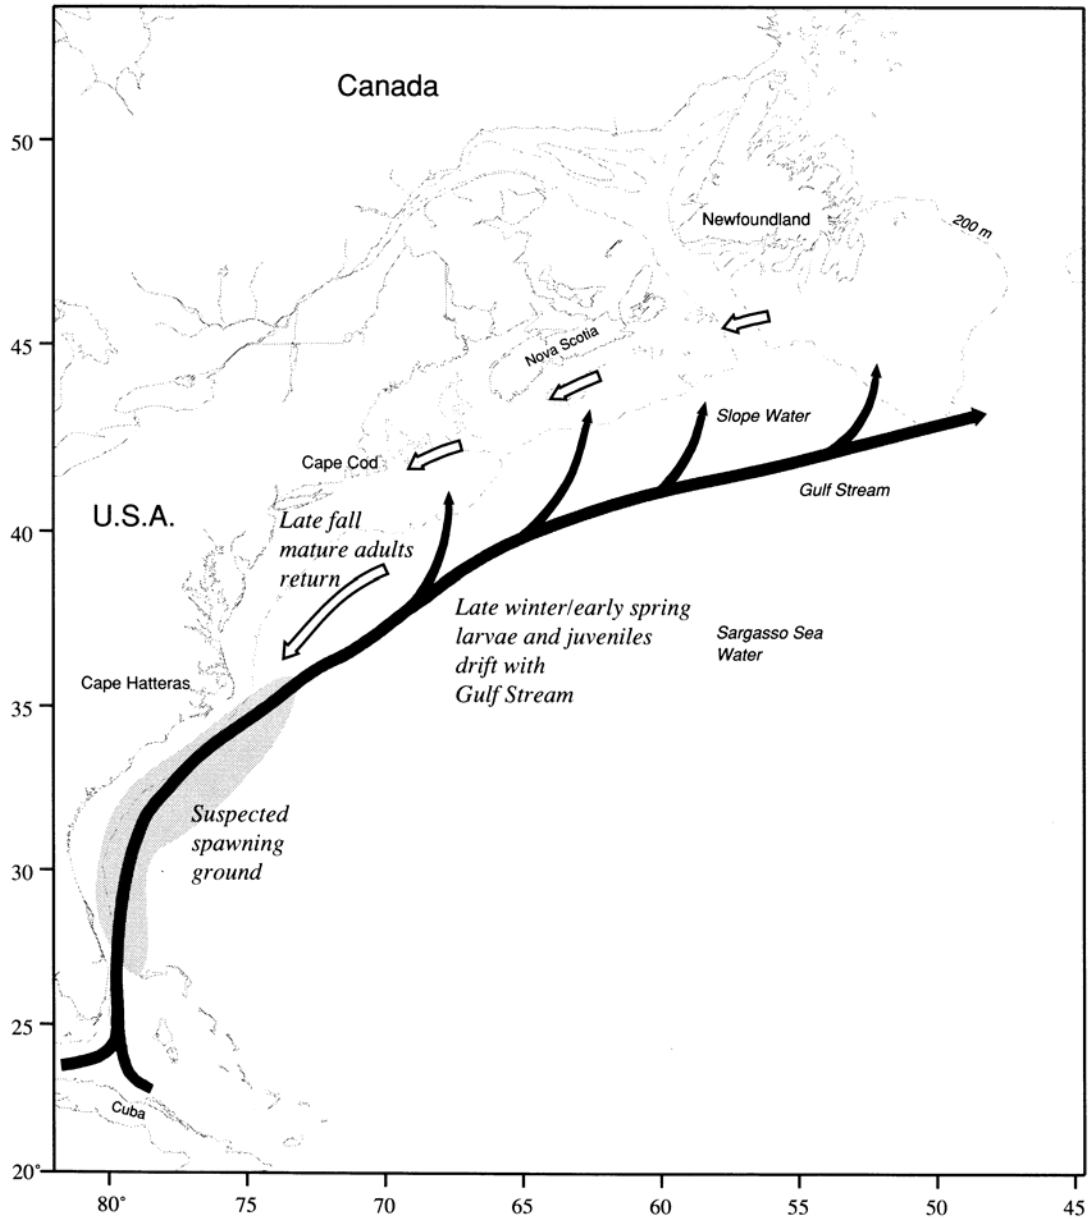 Canada
50
Newfoundland
200 m
45
Nova Scotia
Slope Water
Cape Cod
Gulf Stream
U.S.A.
Late fall
mature adults
return
40
Late winter/early spring
larvae and juveniles
drift with
Gulf Stream
Sargasso Sea
Water
Cape Hatteras
35
Suspected
spawning
ground
30
25
Cuba
20°
80°
75
70
65
60
55
50
45